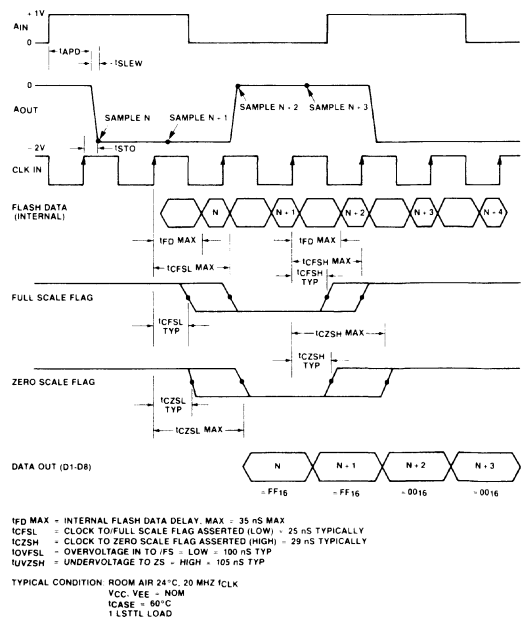 + 1V
AIN
0
tAPD
tSLEW
0
AOUT
SAMPLE N
SAMPLE N + 1
SAMPLE N + 2
SAMPLE N + 3
- 2V
tSTO
CLK IN
FLASH DATA
(INTERNAL)
N
N + 1
N + 2
N + 3
N + 4
tFD MAX
tFD MAX
tCFSL MAX
tCFSH MAX
tCFSH
TYP
FULL SCALE FLAG
tCFSL
TYP
tCZSH MAX
tCZSH
TYP
ZERO SCALE FLAG
tCZSL
TYP
tCZSL MAX
DATA OUT (D1-D8)
N
N + 1
N + 2
N + 3
= FF16
= FF16
= 0016
= 0016
tFD MAX = INTERNAL FLASH DATA DELAY, MAX = 35 nS MAX
tCFSL = CLOCK TO/FULL SCALE FLAG ASSERTED (LOW) = 25 nS TYPICALLY
tCZSH = CLOCK TO ZERO SCALE FLAG ASSERTED (HIGH) = 29 nS TYPICALLY
tOVFSL = OVERVOLTAGE IN TO /FS = LOW = 100 nS TYP
tUVZSH = UNDERVOLTAGE TO ZS = HIGH = 105 nS TYP
TYPICAL CONDITION: ROOM AIR 24°C, 20 MHZ fCLK
VCC, VEE = NOM
tCASE = 60°C
1 LSTTL LOAD